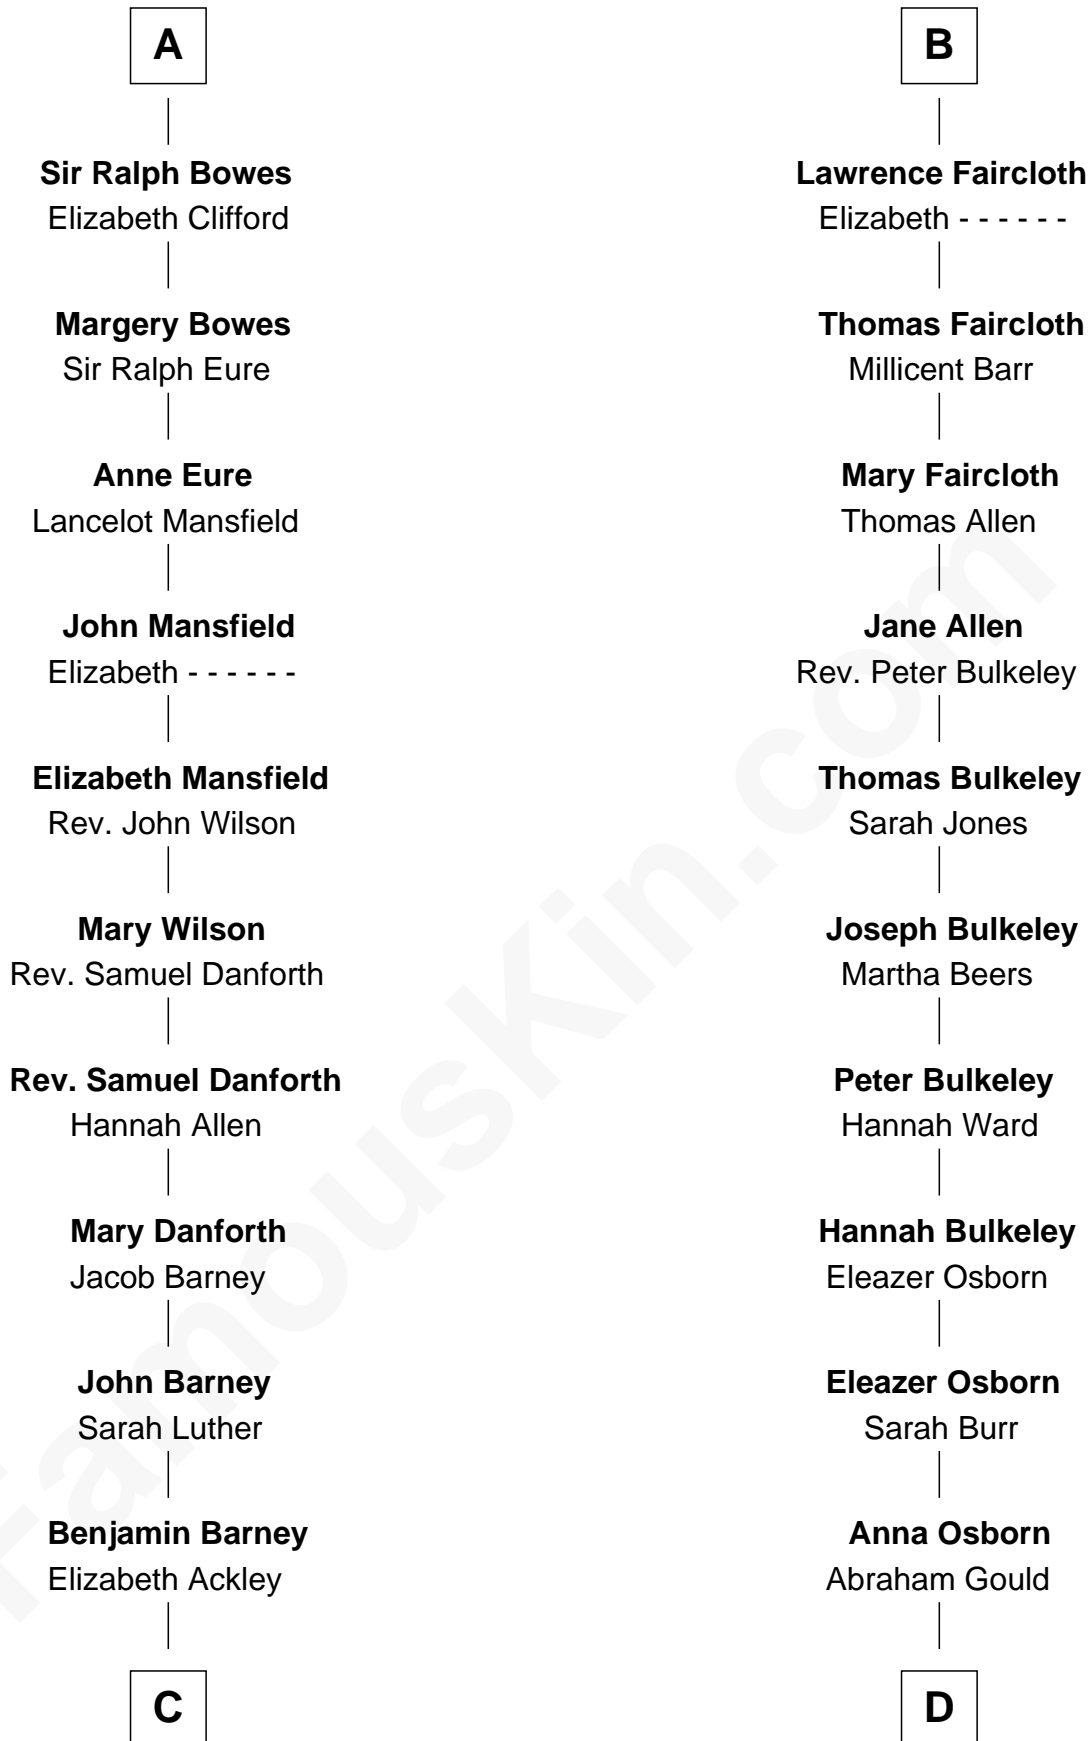 A
Sir Ralph Bowes
Elizabeth Clifford
Margery Bowes
Sir Ralph Eure
Anne Eure
Lancelot Mansfield
John Mansfield
Elizabeth - - - - - -
Elizabeth Mansfield
Rev. John Wilson
Mary Wilson
Rev. Samuel Danforth
Rev. Samuel Danforth
Hannah Allen
Mary Danforth
Jacob Barney
John Barney
Sarah Luther
Benjamin Barney
Elizabeth Ackley
C
B
Lawrence Faircloth
Elizabeth - - - - - -
Thomas Faircloth
Millicent Barr
Mary Faircloth
Thomas Allen
Jane Allen
Rev. Peter Bulkeley
Thomas Bulkeley
Sarah Jones
Joseph Bulkeley
Martha Beers
Peter Bulkeley
Hannah Ward
Hannah Bulkeley
Eleazer Osborn
Eleazer Osborn
Sarah Burr
Anna Osborn
Abraham Gould
D
FamousKin.com